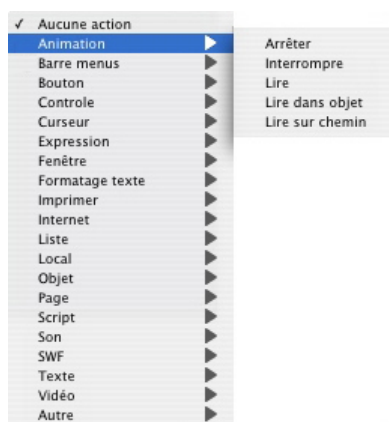 ✓ Aucune action
Animation
Barre menus
Bouton
Controle
Curseur
Expression
Fenêtre
Formatage texte
Imprimer
Internet
Liste
Local
Objet
Page
Script
Son
SWF
Texte
Vidéo
Autre
Arrêter
Interrompre
Lire
Lire dans objet
Lire sur chemin